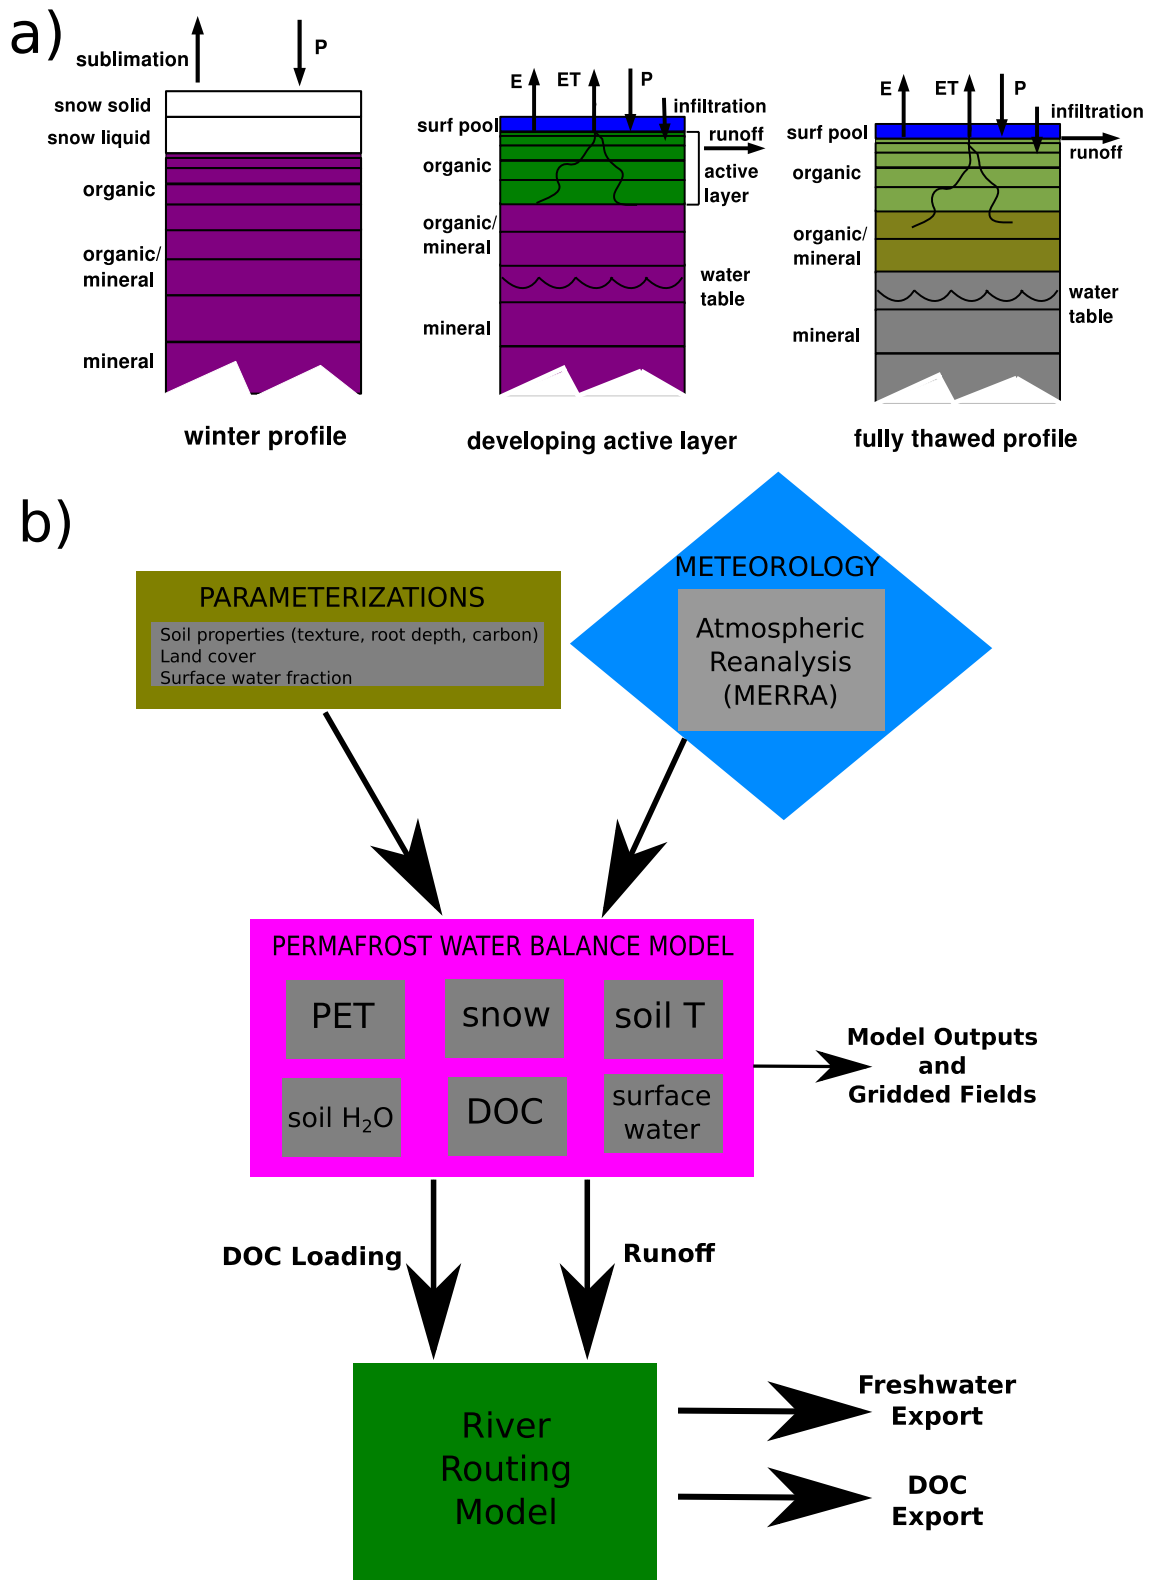 a)
sublimation
P
snow solid
snow liquid
organic
organic/
mineral
mineral
winter profile
E
ET
P
infiltration
surf pool
runoff
organic
active
layer
organic/
mineral
water
table
mineral
developing active layer
E
ET
P
infiltration
surf pool
runoff
organic
organic/
mineral
water
table
mineral
fully thawed profile
b)
PARAMETERIZATIONS
Soil properties (texture, root depth, carbon)
Land cover
Surface water fraction
METEOROLOGY
Atmospheric
Reanalysis
(MERRA)
PERMAFROST WATER BALANCE MODEL
PET
snow
soil T
soil H₂O
DOC
surface
water
Model Outputs
and
Gridded Fields
DOC Loading
Runoff
River
Routing
Model
Freshwater
Export
DOC
Export